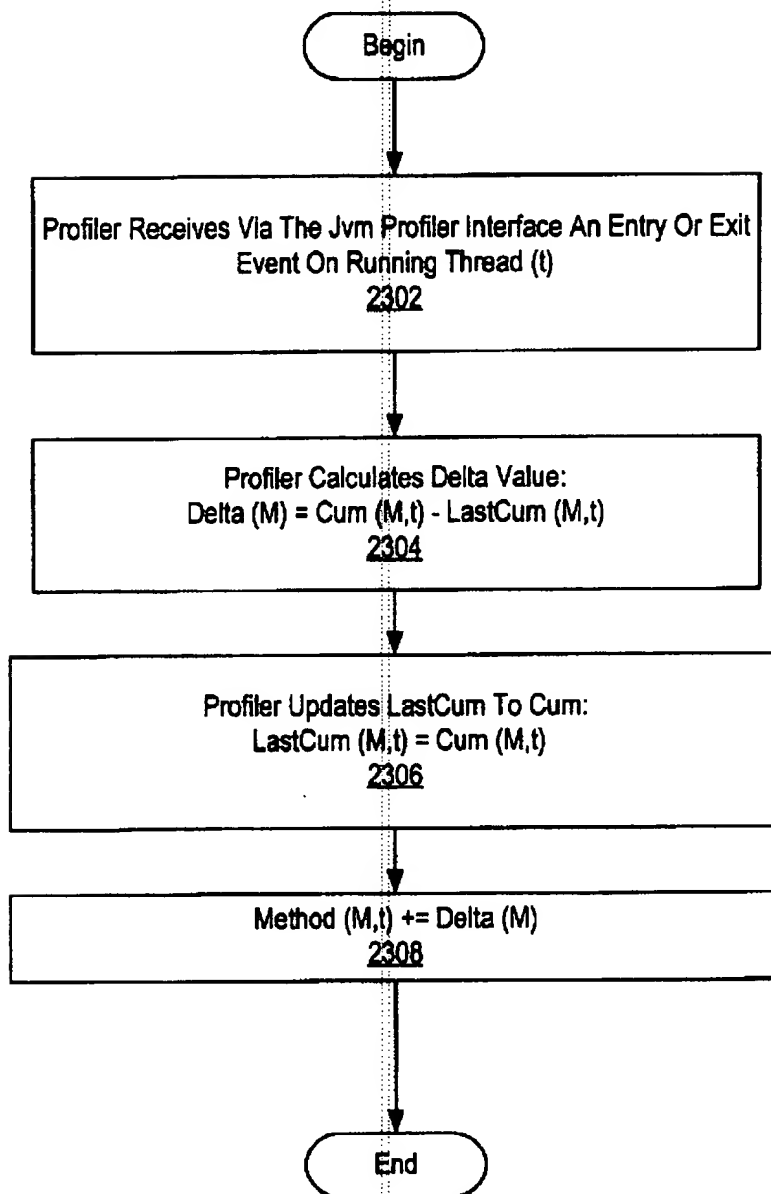 Begin
Profiler Receives Via The Jvm Profiler Interface An Entry Or Exit
Event On Running Thread (t)
2302
Profiler Calculates Delta Value:
Delta (M) = Cum (M,t) - LastCum (M,t)
2304
Profiler Updates LastCum To Cum:
LastCum (M,t) = Cum (M,t)
2306
Method (M,t) += Delta (M)
2308
End